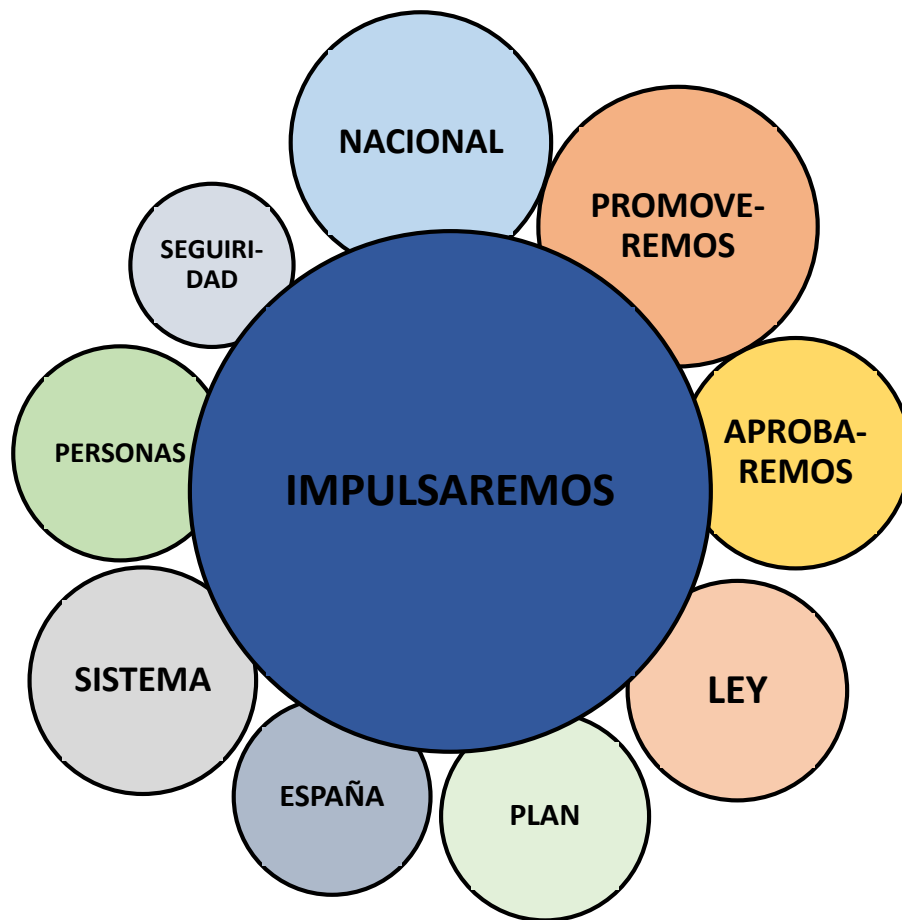 NACIONAL
PROMOVE-
REMOS
SEGUIRI-
DAD
APROBA-
REMOS
PERSONAS
IMPULSAREMOS
SISTEMA
LEY
ESPAÑA
PLAN